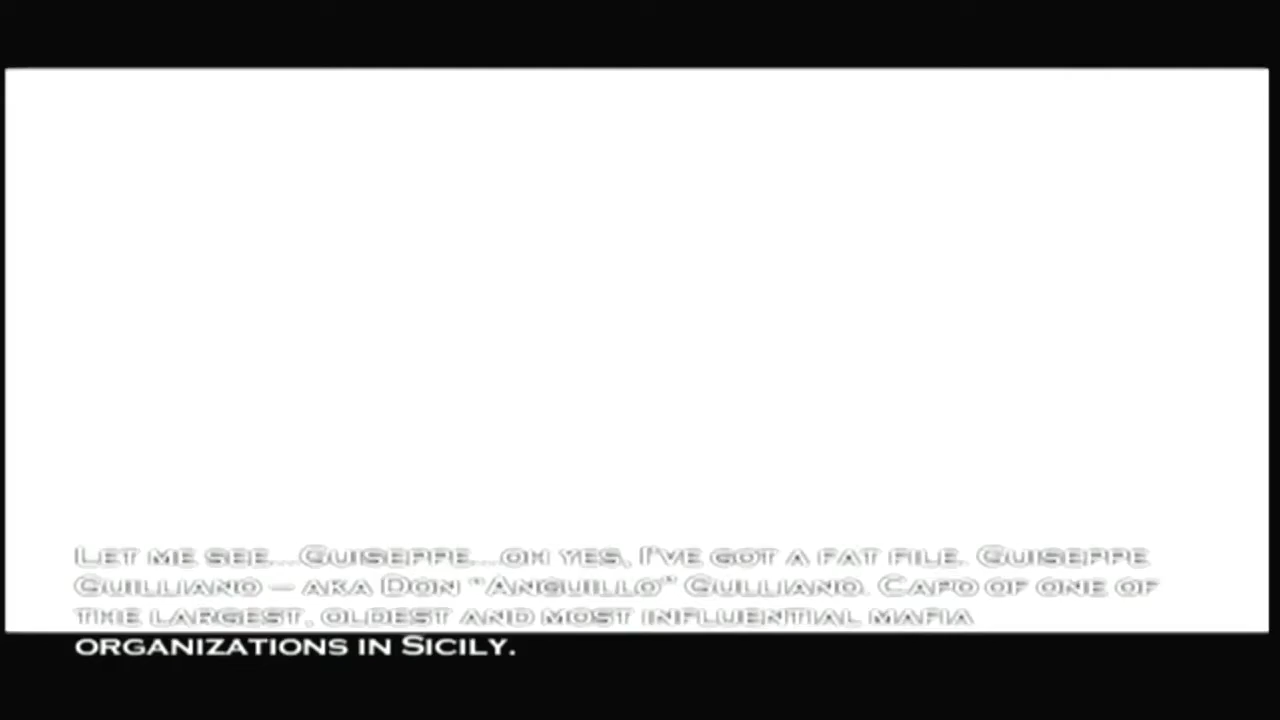 Let me see...Guiseppe...oh yes, I've got a fat file. Guiseppe
Guilliano – aka Don "Anguillo" Gulliano. Capo of one of
the largest, oldest and most influential mafia
organizations in Sicily.